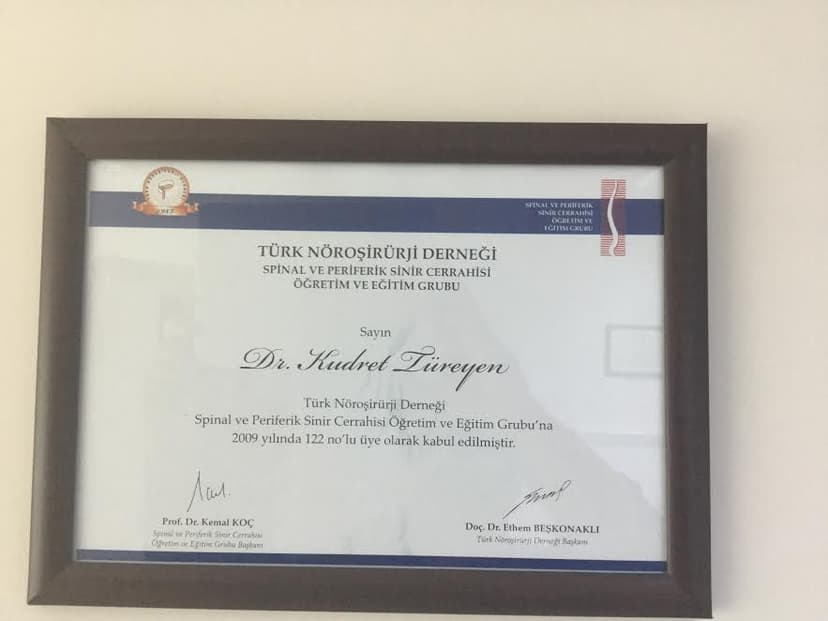 SPINAL VE PERİFERİK
SİNİR CERRAHİSİ
ÖĞRETİM VE
EĞİTİM GRUBU
TÜRK NÖROŞİRÜRJİ DERNEĞİ
SPINAL VE PERİFERİK SİNİR CERRAHİSİ
ÖĞRETİM VE EĞİTİM GRUBU
Sayın
Dr. Kudret Türeyen
Türk Nöroşirürji Derneği
Spinal ve Periferik Sinir Cerrahisi Öğretim ve Eğitim Grubu'na
2009 yılında 122 no'lu üye olarak kabul edilmiştir.
Prof. Dr. Kemal KOÇ
Spinal ve Periferik Sinir Cerrahisi
Öğretim ve Eğitim Grubu Başkanı
Doç. Dr. Ethem BEŞKONAKLI
Türk Nöroşirürji Derneği Başkanı